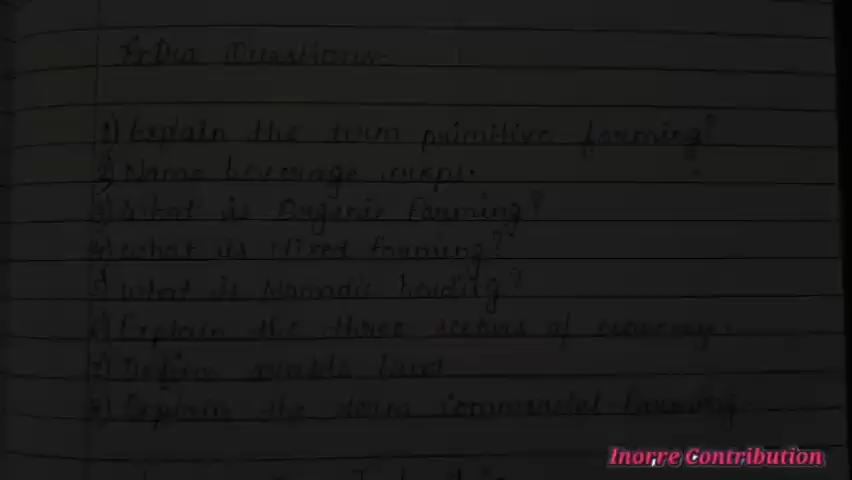 Extra Questions
1) Explain the term primitive farming?
2) Name beverage crops.
3) What is Organic Farming?
4) What is Mixed farming?
5) What is Nomadic herding?
6) Explain the three sectors of economy.
7) Define arable land
8) Explain the term Commercial Farming
Inorre Contribution